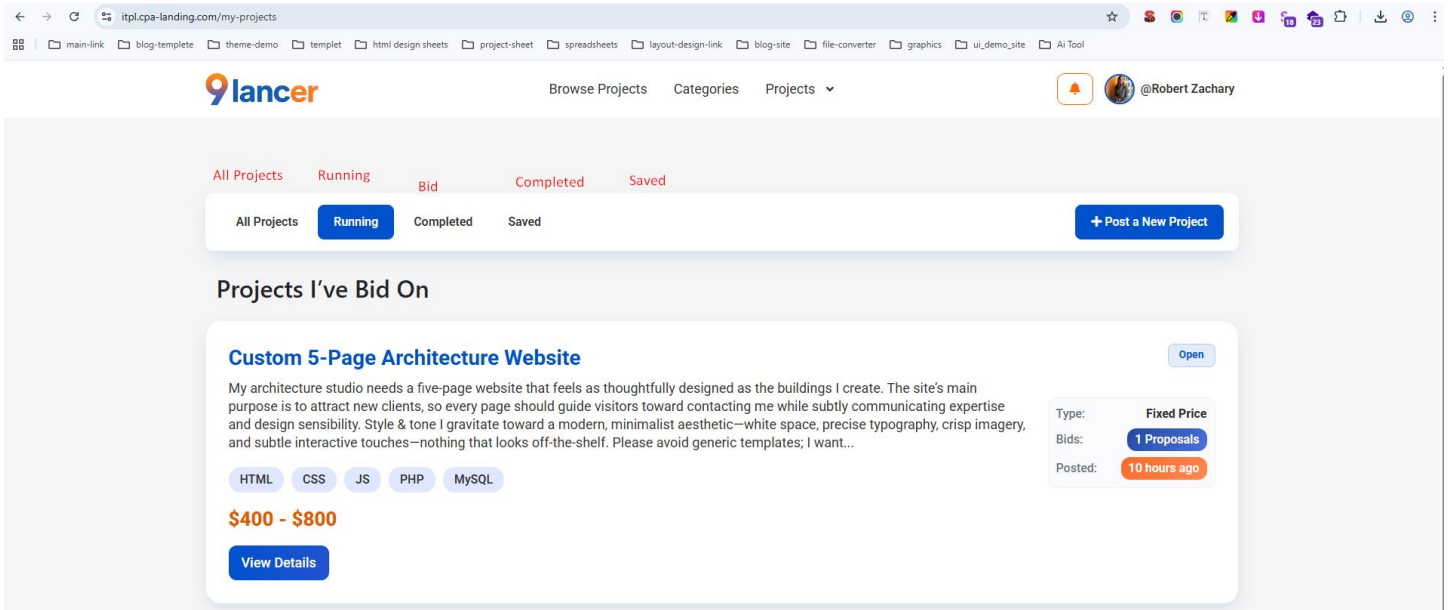 itpl.cpa-landing.com/my-projects
18
23
main-link blog-templete theme-demo templet html design sheets project-sheet spreadsheets layout-design-link blog-site file-converter graphics ui_demo_site Ai Tool
9lancer Browse Projects Categories Projects @Robert Zachary
All Projects Running Bid Completed Saved
All Projects Running Completed Saved + Post a New Project
Projects I’ve Bid On
Custom 5-Page Architecture Website
Open
My architecture studio needs a five-page website that feels as thoughtfully designed as the buildings I create. The site’s main
purpose is to attract new clients, so every page should guide visitors toward contacting me while subtly communicating expertise
and design sensibility. Style & tone I gravitate toward a modern, minimalist aesthetic—white space, precise typography, crisp imagery,
and subtle interactive touches—nothing that looks off-the-shelf. Please avoid generic templates; I want...
Type: Fixed Price
Bids: 1 Proposals
Posted: 10 hours ago
HTML CSS JS PHP MySQL
$400 - $800
View Details